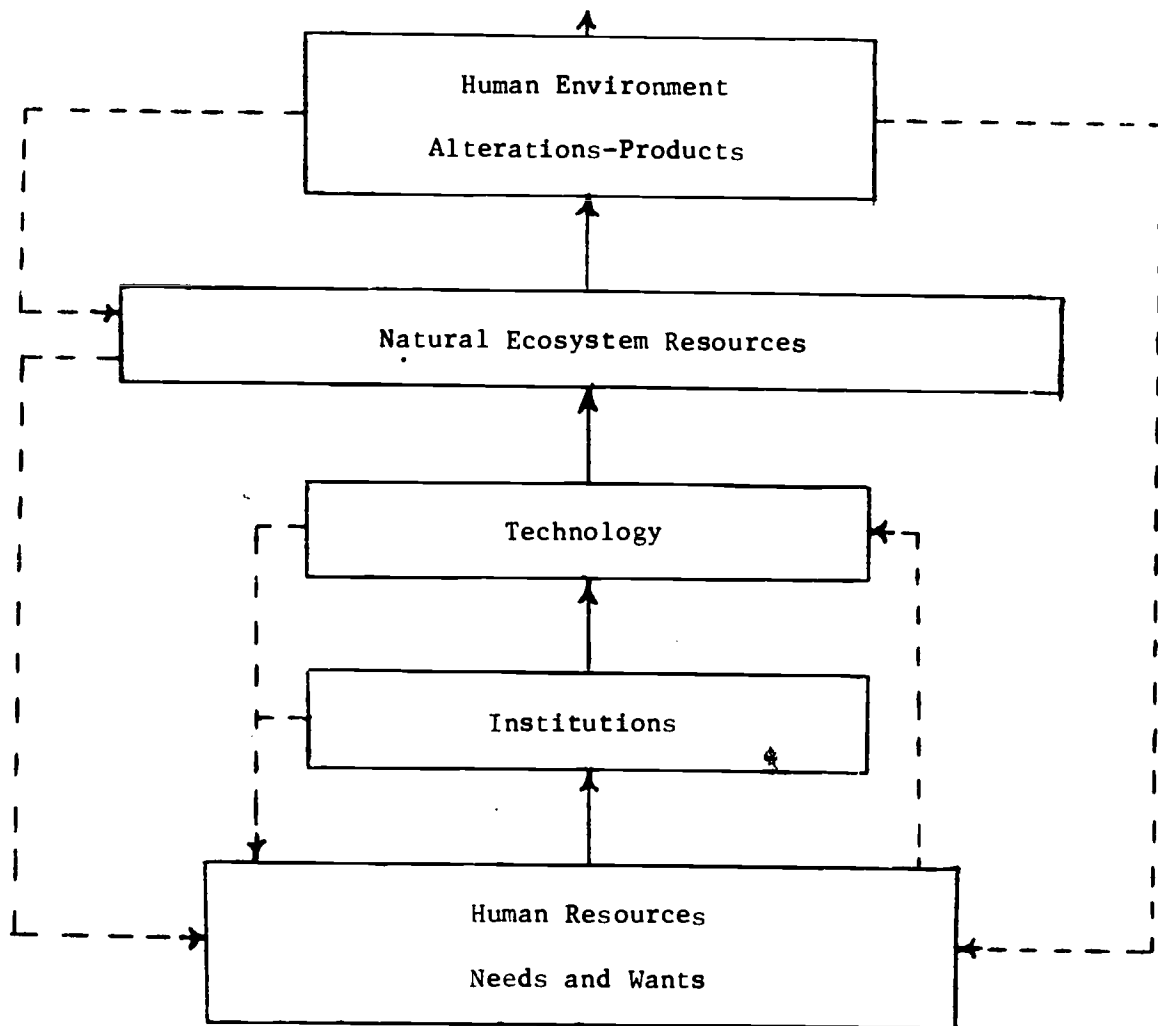 Human Environment
Alterations-Products
Natural Ecosystem Resources
Technology
Institutions
Human Resources
Needs and Wants